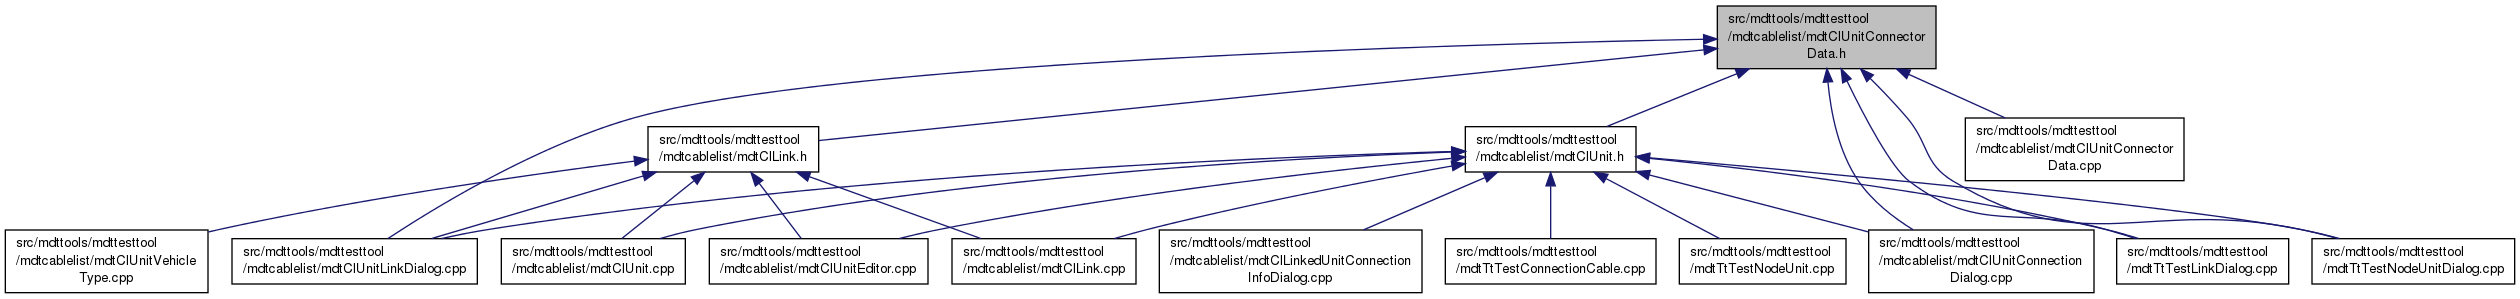 src/mdttools/mdttesttool
/mdtcablelist/mdtClUnitConnector
Data.h
src/mdttools/mdttesttool
/mdtcablelist/mdtClLink.h
src/mdttools/mdttesttool
/mdtcablelist/mdtClUnit.h
src/mdttools/mdttesttool
/mdtcablelist/mdtClUnitConnector
Data.cpp
src/mdttools/mdttesttool
/mdtcablelist/mdtClUnitVehicle
Type.cpp
src/mdttools/mdttesttool
/mdtcablelist/mdtClUnitLinkDialog.cpp
src/mdttools/mdttesttool
/mdtcablelist/mdtClUnit.cpp
src/mdttools/mdttesttool
/mdtcablelist/mdtClUnitEditor.cpp
src/mdttools/mdttesttool
/mdtcablelist/mdtClLink.cpp
src/mdttools/mdttesttool
/mdtcablelist/mdtClLinkedUnitConnection
InfoDialog.cpp
src/mdttools/mdttesttool
/mdtTtTestConnectionCable.cpp
src/mdttools/mdttesttool
/mdtTtTestNodeUnit.cpp
src/mdttools/mdttesttool
/mdtcablelist/mdtClUnitConnection
Dialog.cpp
src/mdttools/mdttesttool
/mdtTtTestLinkDialog.cpp
src/mdttools/mdttesttool
/mdtTtTestNodeUnitDialog.cpp